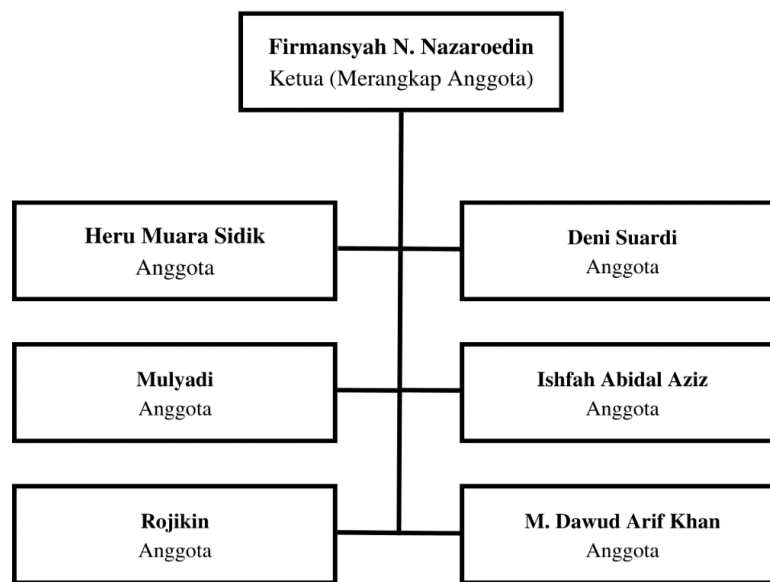 Firmansyah N. Nazaroedin
Ketua (Merangkap Anggota)
Heru Muara Sidik
Anggota
Deni Suardi
Anggota
Mulyadi
Anggota
Ishfah Abidal Aziz
Anggota
Rojikin
Anggota
M. Dawud Arif Khan
Anggota